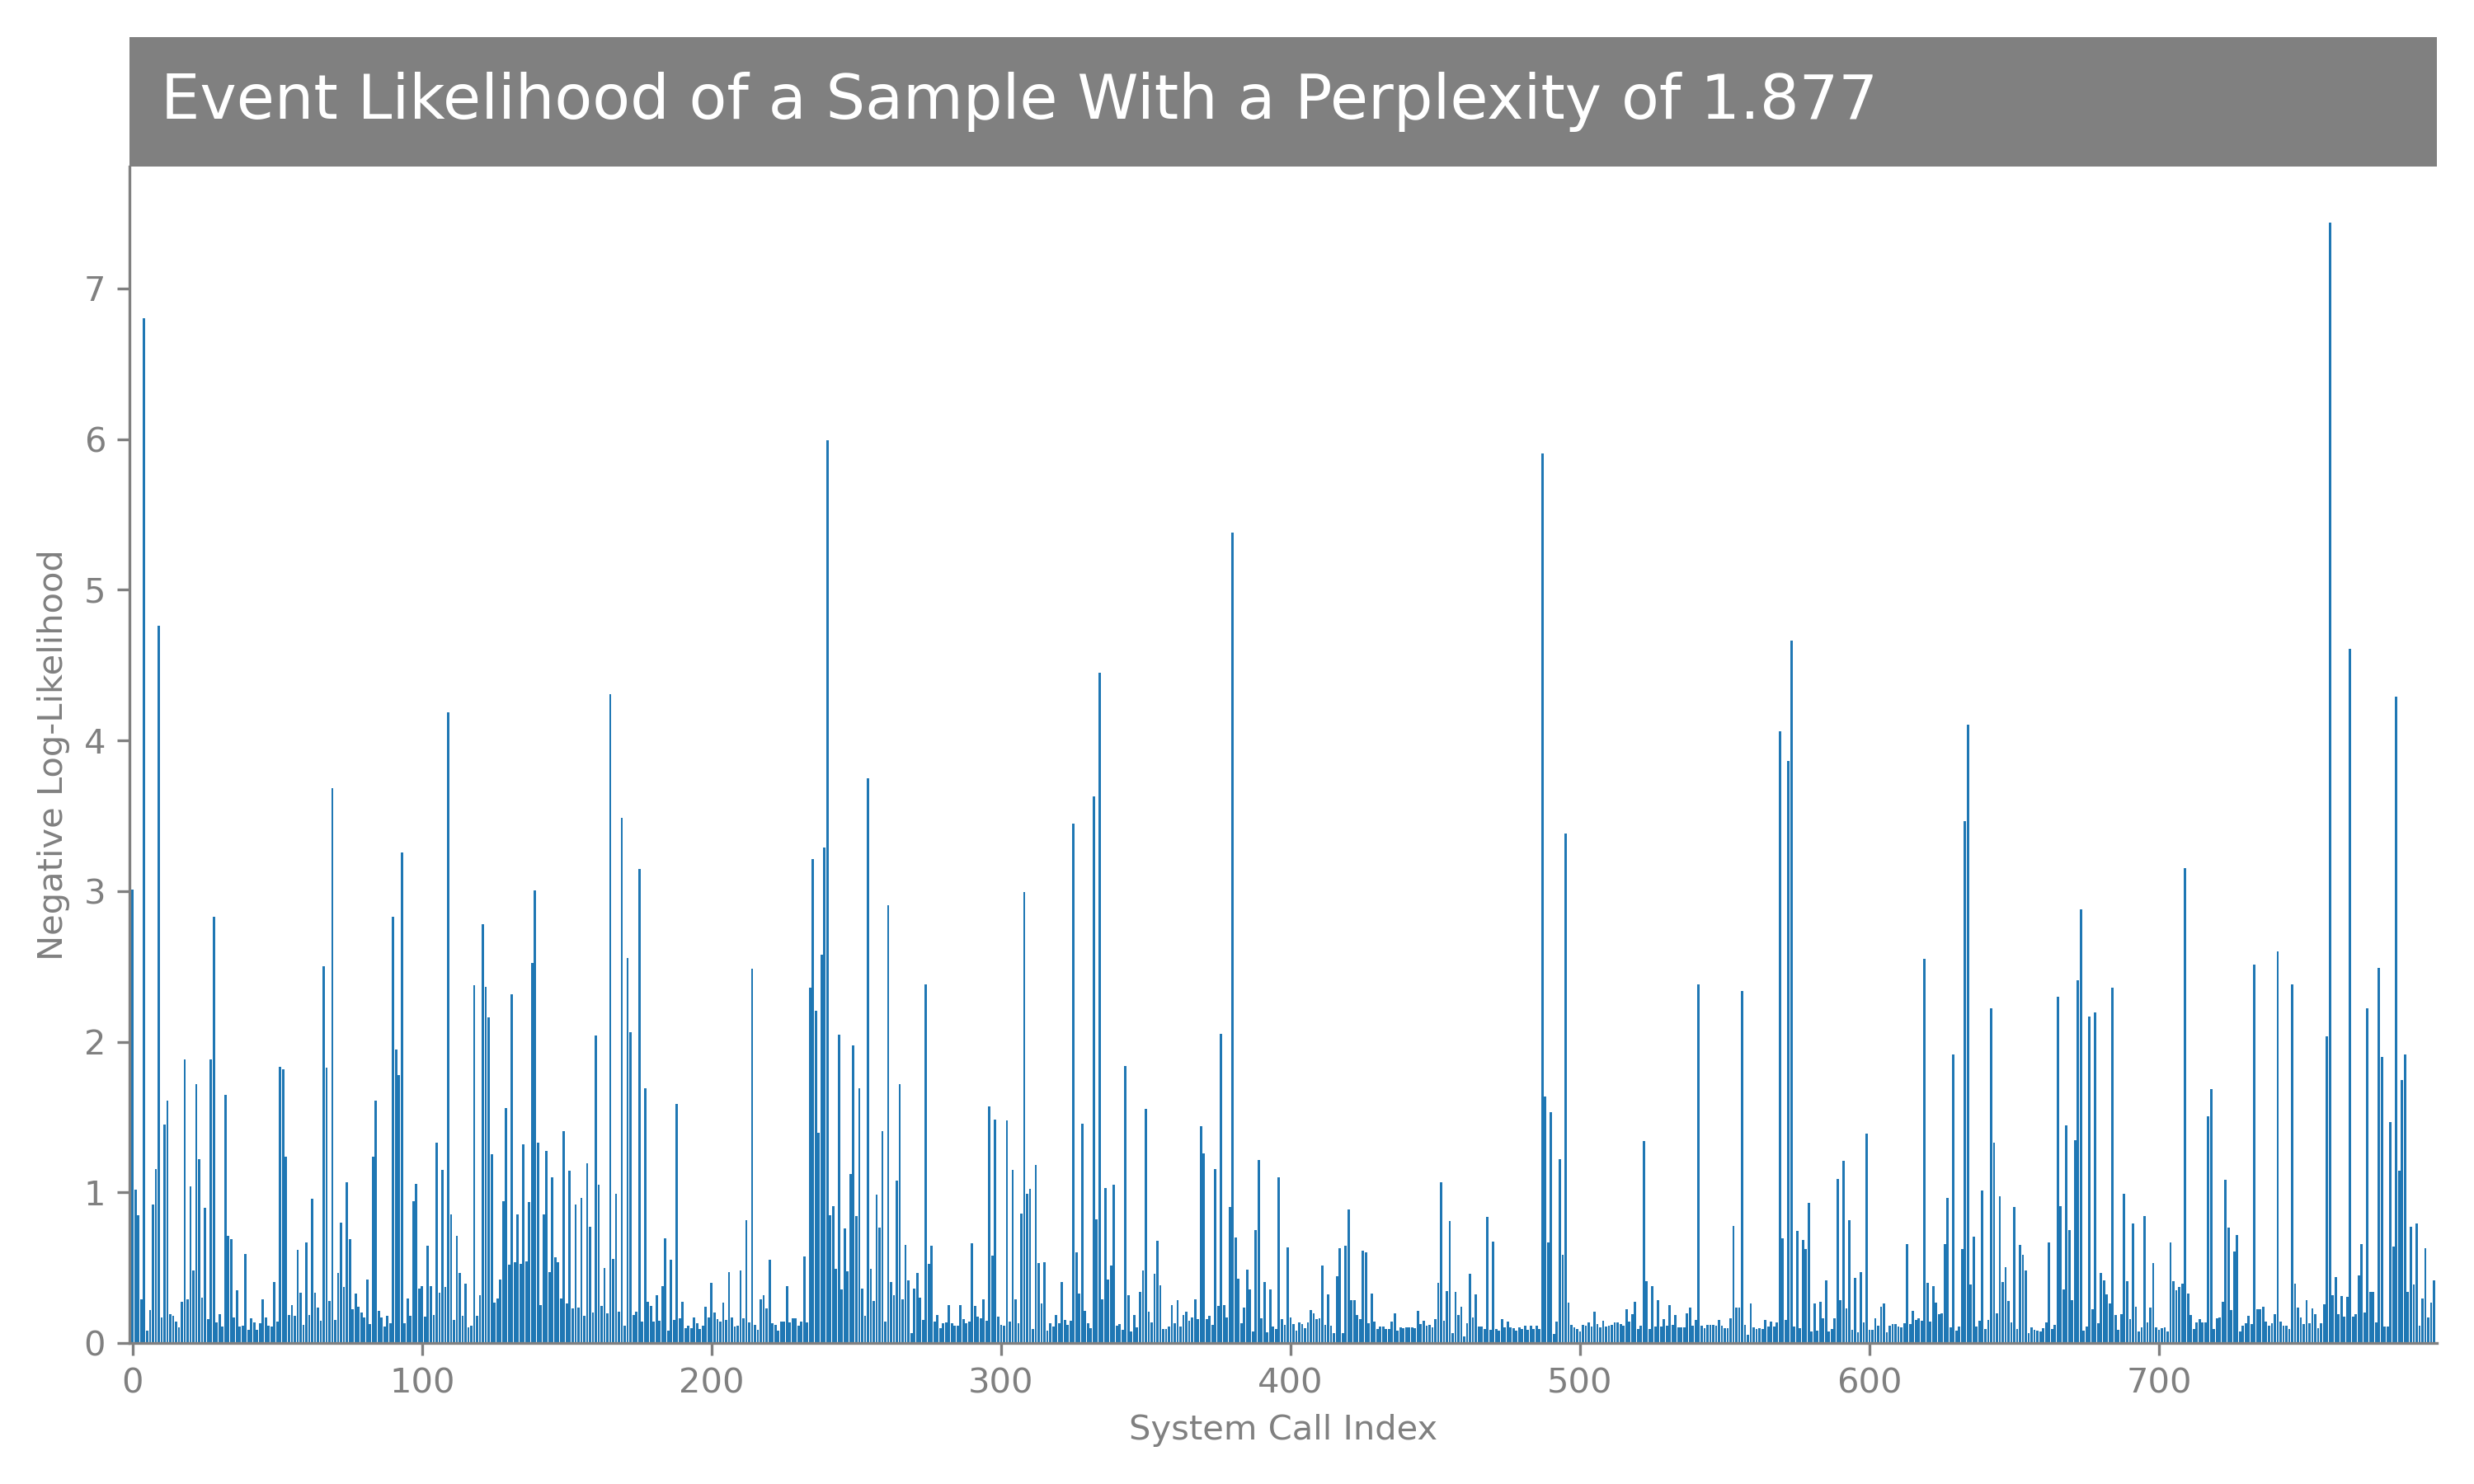 Event Likelihood of a Sample With a Perplexity of 1.877
Negative Log-Likelihood
7
6
5
4
3
2
1
0
0 100 200 300 400 500 600 700
System Call Index